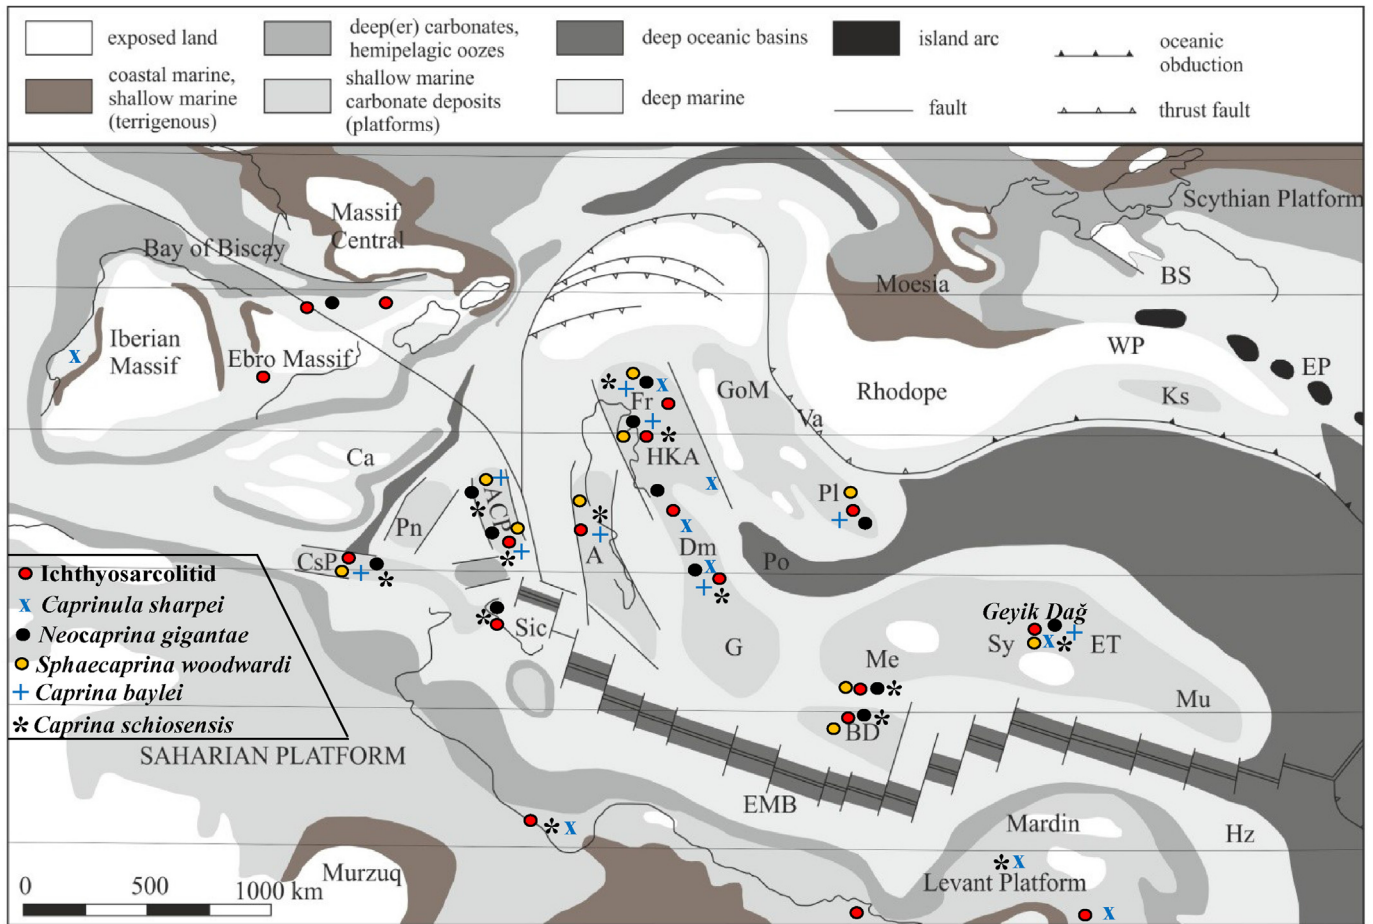 exposed land
coastal marine,
shallow marine
(terrigenous)
deep(er) carbonates,
hemipelagic oozes
shallow marine
carbonate deposits
(platforms)
deep oceanic basins
deep marine
island arc
fault
oceanic
obduction
thrust fault
Scythian Platform
Massif
Central
Bay of Biscay
BS
Moesia
Iberian
Massif
Ebro Massif
WP
EP
GoM
Rhodope
Ks
Fr
Va
Ca
HKA
Pl
ACP
Pn
A
Dm
Po
CsP
Ichthyosarcolitid
x Caprinula sharpei
Neocaprina gigantae
Sphaecaprina woodwardi
+ Caprina baylei
* Caprina schiosensis
Geyik Dağ
Sic
G
Sy
ET
Me
Mu
BD
SAHARIAN PLATFORM
EMB
Mardin
Hz
Murzuq
Levant Platform
0 500 1000 km